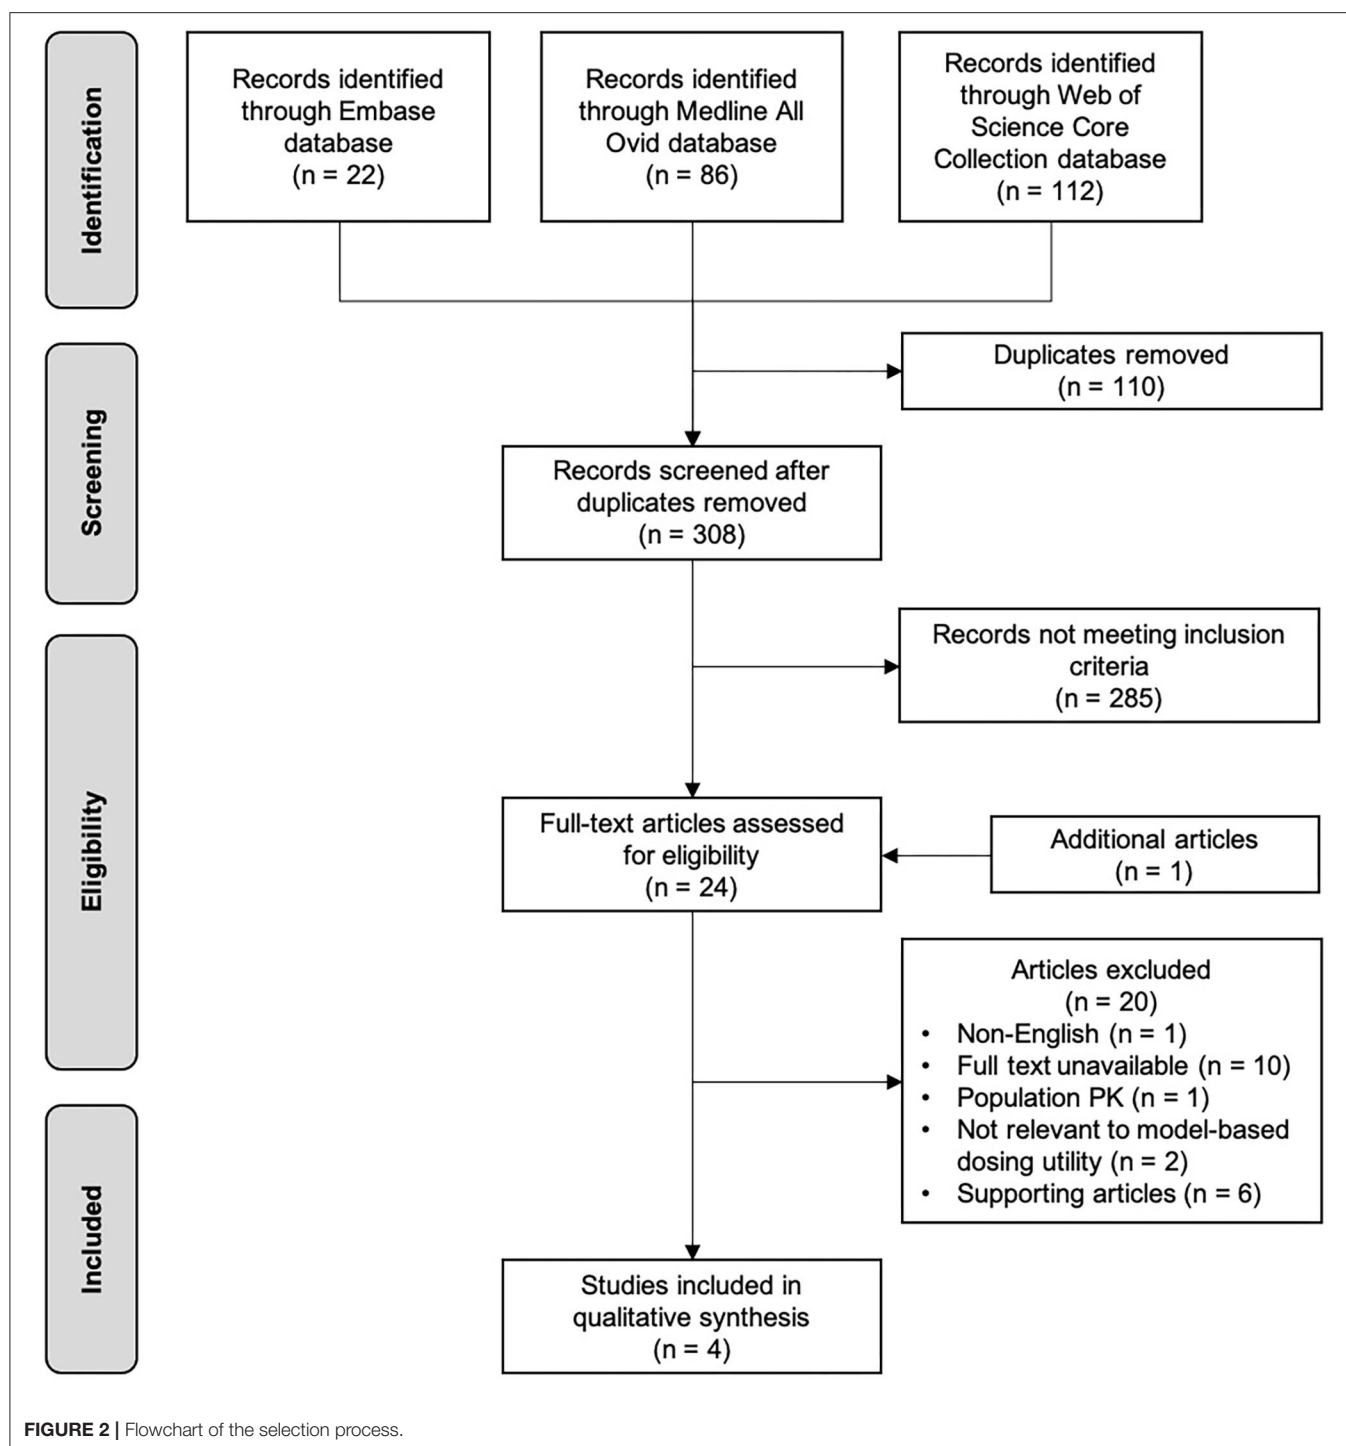 Identification
Records identified
through Embase
database
(n = 22)
Records identified
through Medline All
Ovid database
(n = 86)
Records identified
through Web of
Science Core
Collection database
(n = 112)
Screening
Duplicates removed
(n = 110)
Records screened after
duplicates removed
(n = 308)
Eligibility
Records not meeting inclusion
criteria
(n = 285)
Full-text articles assessed
for eligibility
(n = 24)
Additional articles
(n = 1)
Articles excluded
(n = 20)
• Non-English (n = 1)
• Full text unavailable (n = 10)
• Population PK (n = 1)
• Not relevant to model-based
dosing utility (n = 2)
• Supporting articles (n = 6)
Included
Studies included in
qualitative synthesis
(n = 4)
FIGURE 2 | Flowchart of the selection process.